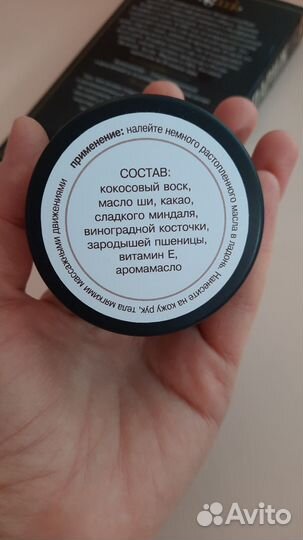 применение: налейте немного растопленного масла в ладонь. Нанесите на кожу рук, тела мягкими массажными движениями
СОСТАВ:
кокосовый воск,
масло ши, какао,
сладкого миндаля,
виноградной косточки,
зародышей пшеницы,
витамин Е,
аромамасло
Avito